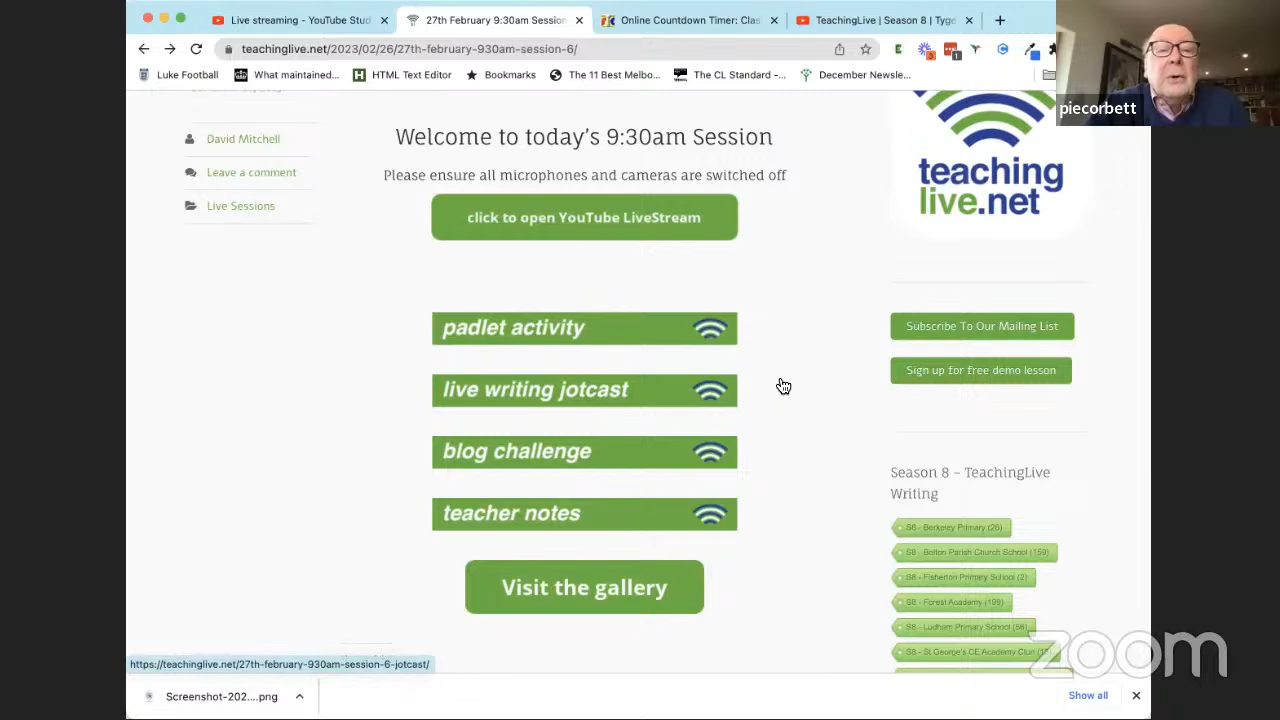 Live streaming - YouTube Stud
27th February 9:30am Session
Online Countdown Timer: Clas
TeachingLive | Season 8 | Tyge
teachinglive.net/2023/02/26/27th-february-930am-session-6/
Luke Football
What maintained...
HTML Text Editor
Bookmarks
The 11 Best Melbo...
The CL Standard -...
December Newsle...
piecorbett
David Mitchell
Leave a comment
Live Sessions
Welcome to today's 9:30am Session
Please ensure all microphones and cameras are switched off
click to open YouTube LiveStream
padlet activity
live writing jotcast
blog challenge
teacher notes
Visit the gallery
teaching
live.net
Subscribe To Our Mailing List
Sign up for free demo lesson
Season 8 – TeachingLive
Writing
S8 - Berkeley Primary (26)
S8 - Bolton Parish Church School (159)
S8 - Fisherton Primary School (2)
S8 - Forest Academy (199)
S8 - Ludham Primary School (56)
S8 - St George's CE Academy Clun
zoom
https://teachinglive.net/27th-february-930am-session-6-jotcast/
Screenshot-202....png
Show all